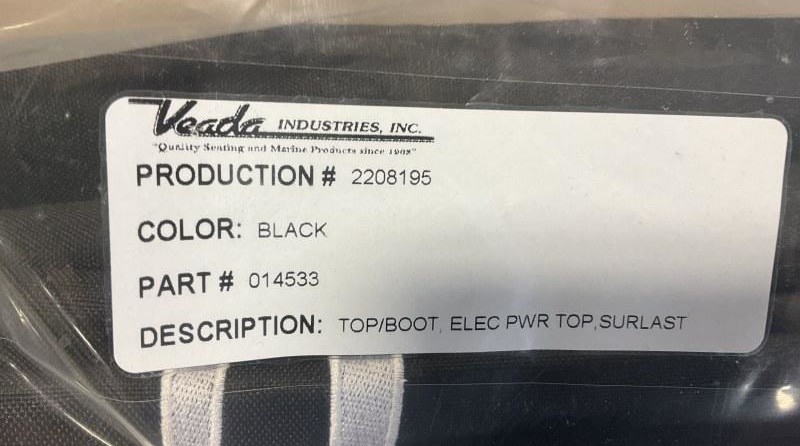 Veada INDUSTRIES, INC.
"Quality Seating and Marine Products since
PRODUCTION # 2208195
COLOR: BLACK
PART # 014533
DESCRIPTION: TOP/BOOT, ELEC PWR TOP,SURLAST